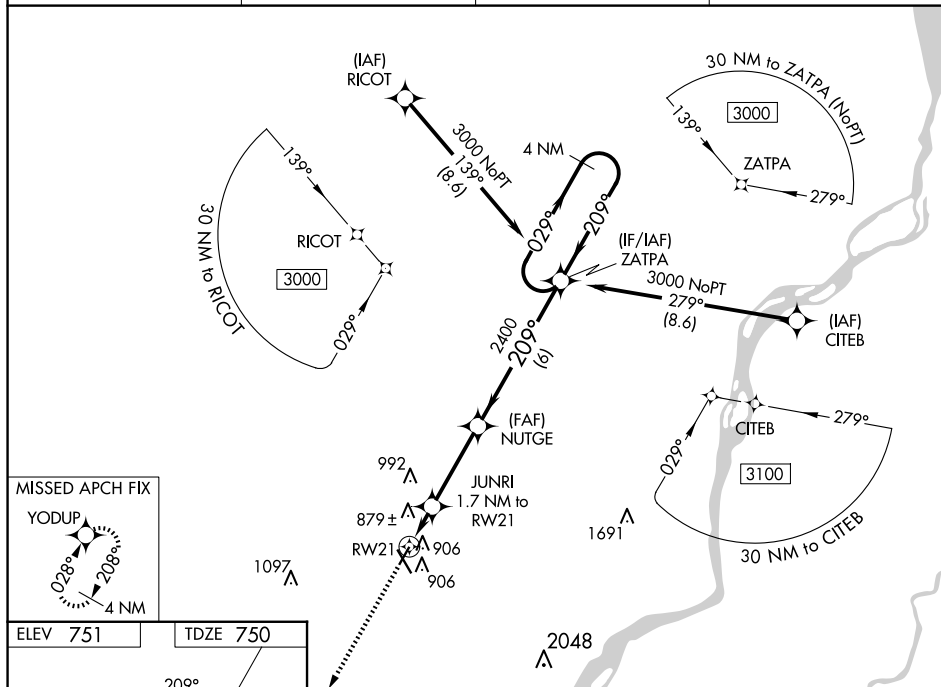 (IAF)
RICOT
3000 NoPT
139°
(8.6)
4 NM
029°
209°
30 NM to ZATPA (NoPT)
3000
139°
ZATPA
279°
139°
RICOT
3000
30 NM to RICOT
029°
(IF/IAF)
ZATPA
3000 NoPT
279°
(8.6)
(IAF)
CITEB
2400
209°
(6)
(FAF)
NUTGE
CITEB
279°
029°
3100
30 NM to CITEB
992
JUNRI
1.7 NM to
RW21
879±
RW21
906
906
1691
1097
2048
MISSED APCH FIX
YODUP
028°
208°
4 NM
ELEV 751
TDZE 750
209°